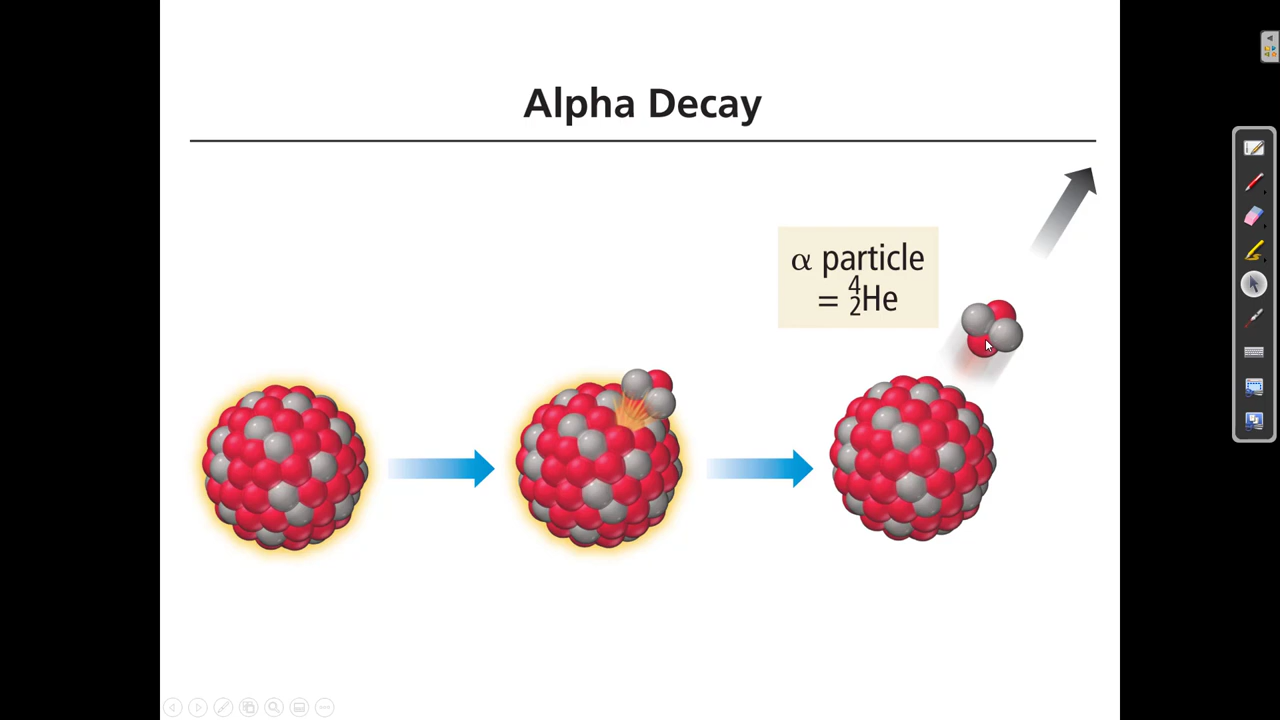 Alpha Decay
α particle
= ⁴₂He